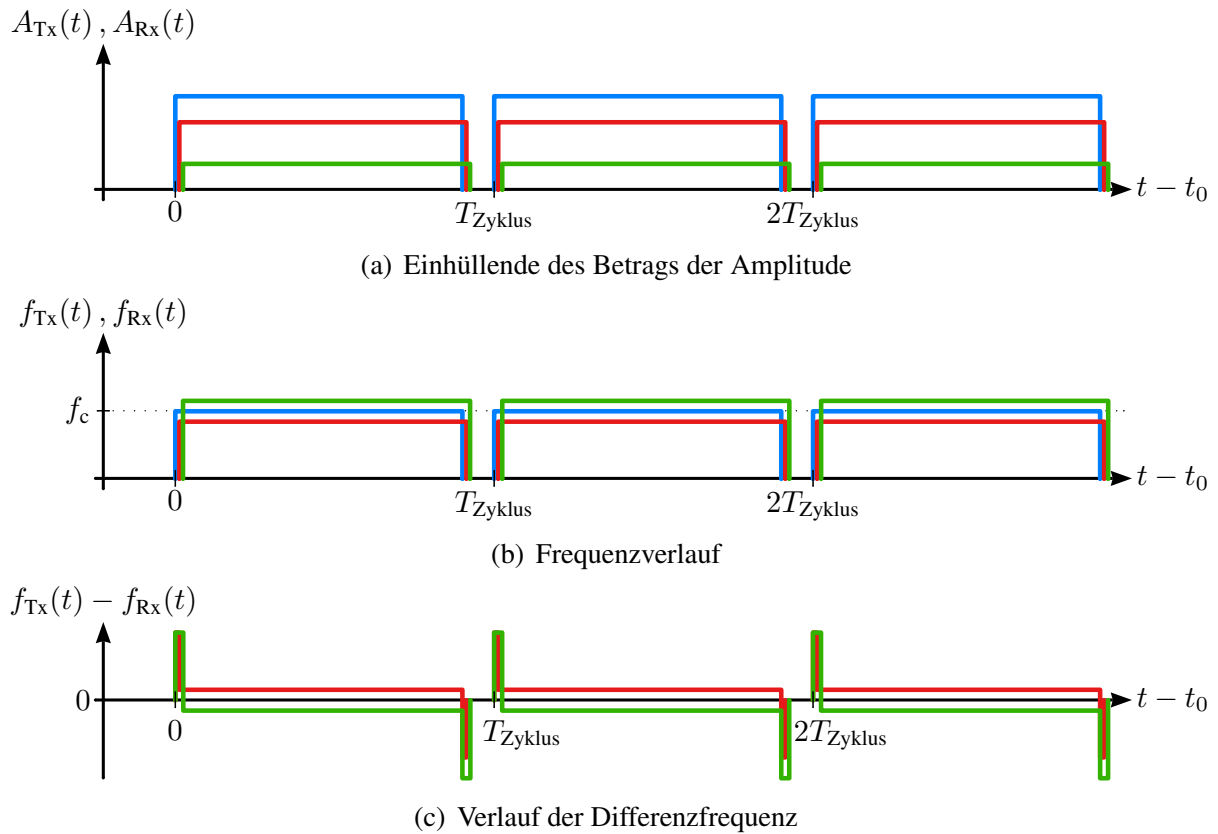 A_Tx(t) , A_Rx(t)
t − t_0
0 T_Zyklus 2T_Zyklus
(a) Einhüllende des Betrags der Amplitude
f_Tx(t) , f_Rx(t)
f_c
t − t_0
0 T_Zyklus 2T_Zyklus
(b) Frequenzverlauf
f_Tx(t) − f_Rx(t)
0 t − t_0
0 T_Zyklus 2T_Zyklus
(c) Verlauf der Differenzfrequenz